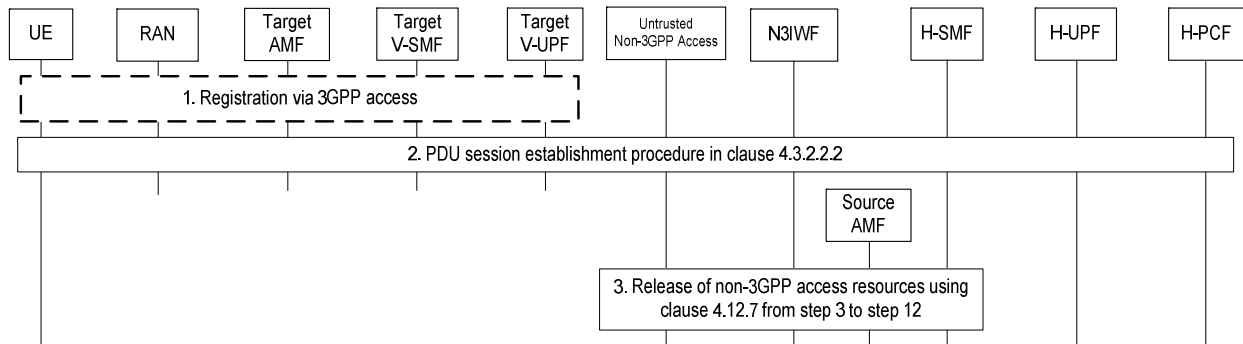 UE
RAN
Target
AMF
Target
V-SMF
Target
V-UPF
Untrusted
Non-3GPP Access
N3IWF
H-SMF
H-UPF
H-PCF
1. Registration via 3GPP access
2. PDU session establishment procedure in clause 4.3.2.2.2
Source
AMF
3. Release of non-3GPP access resources using
clause 4.12.7 from step 3 to step 12